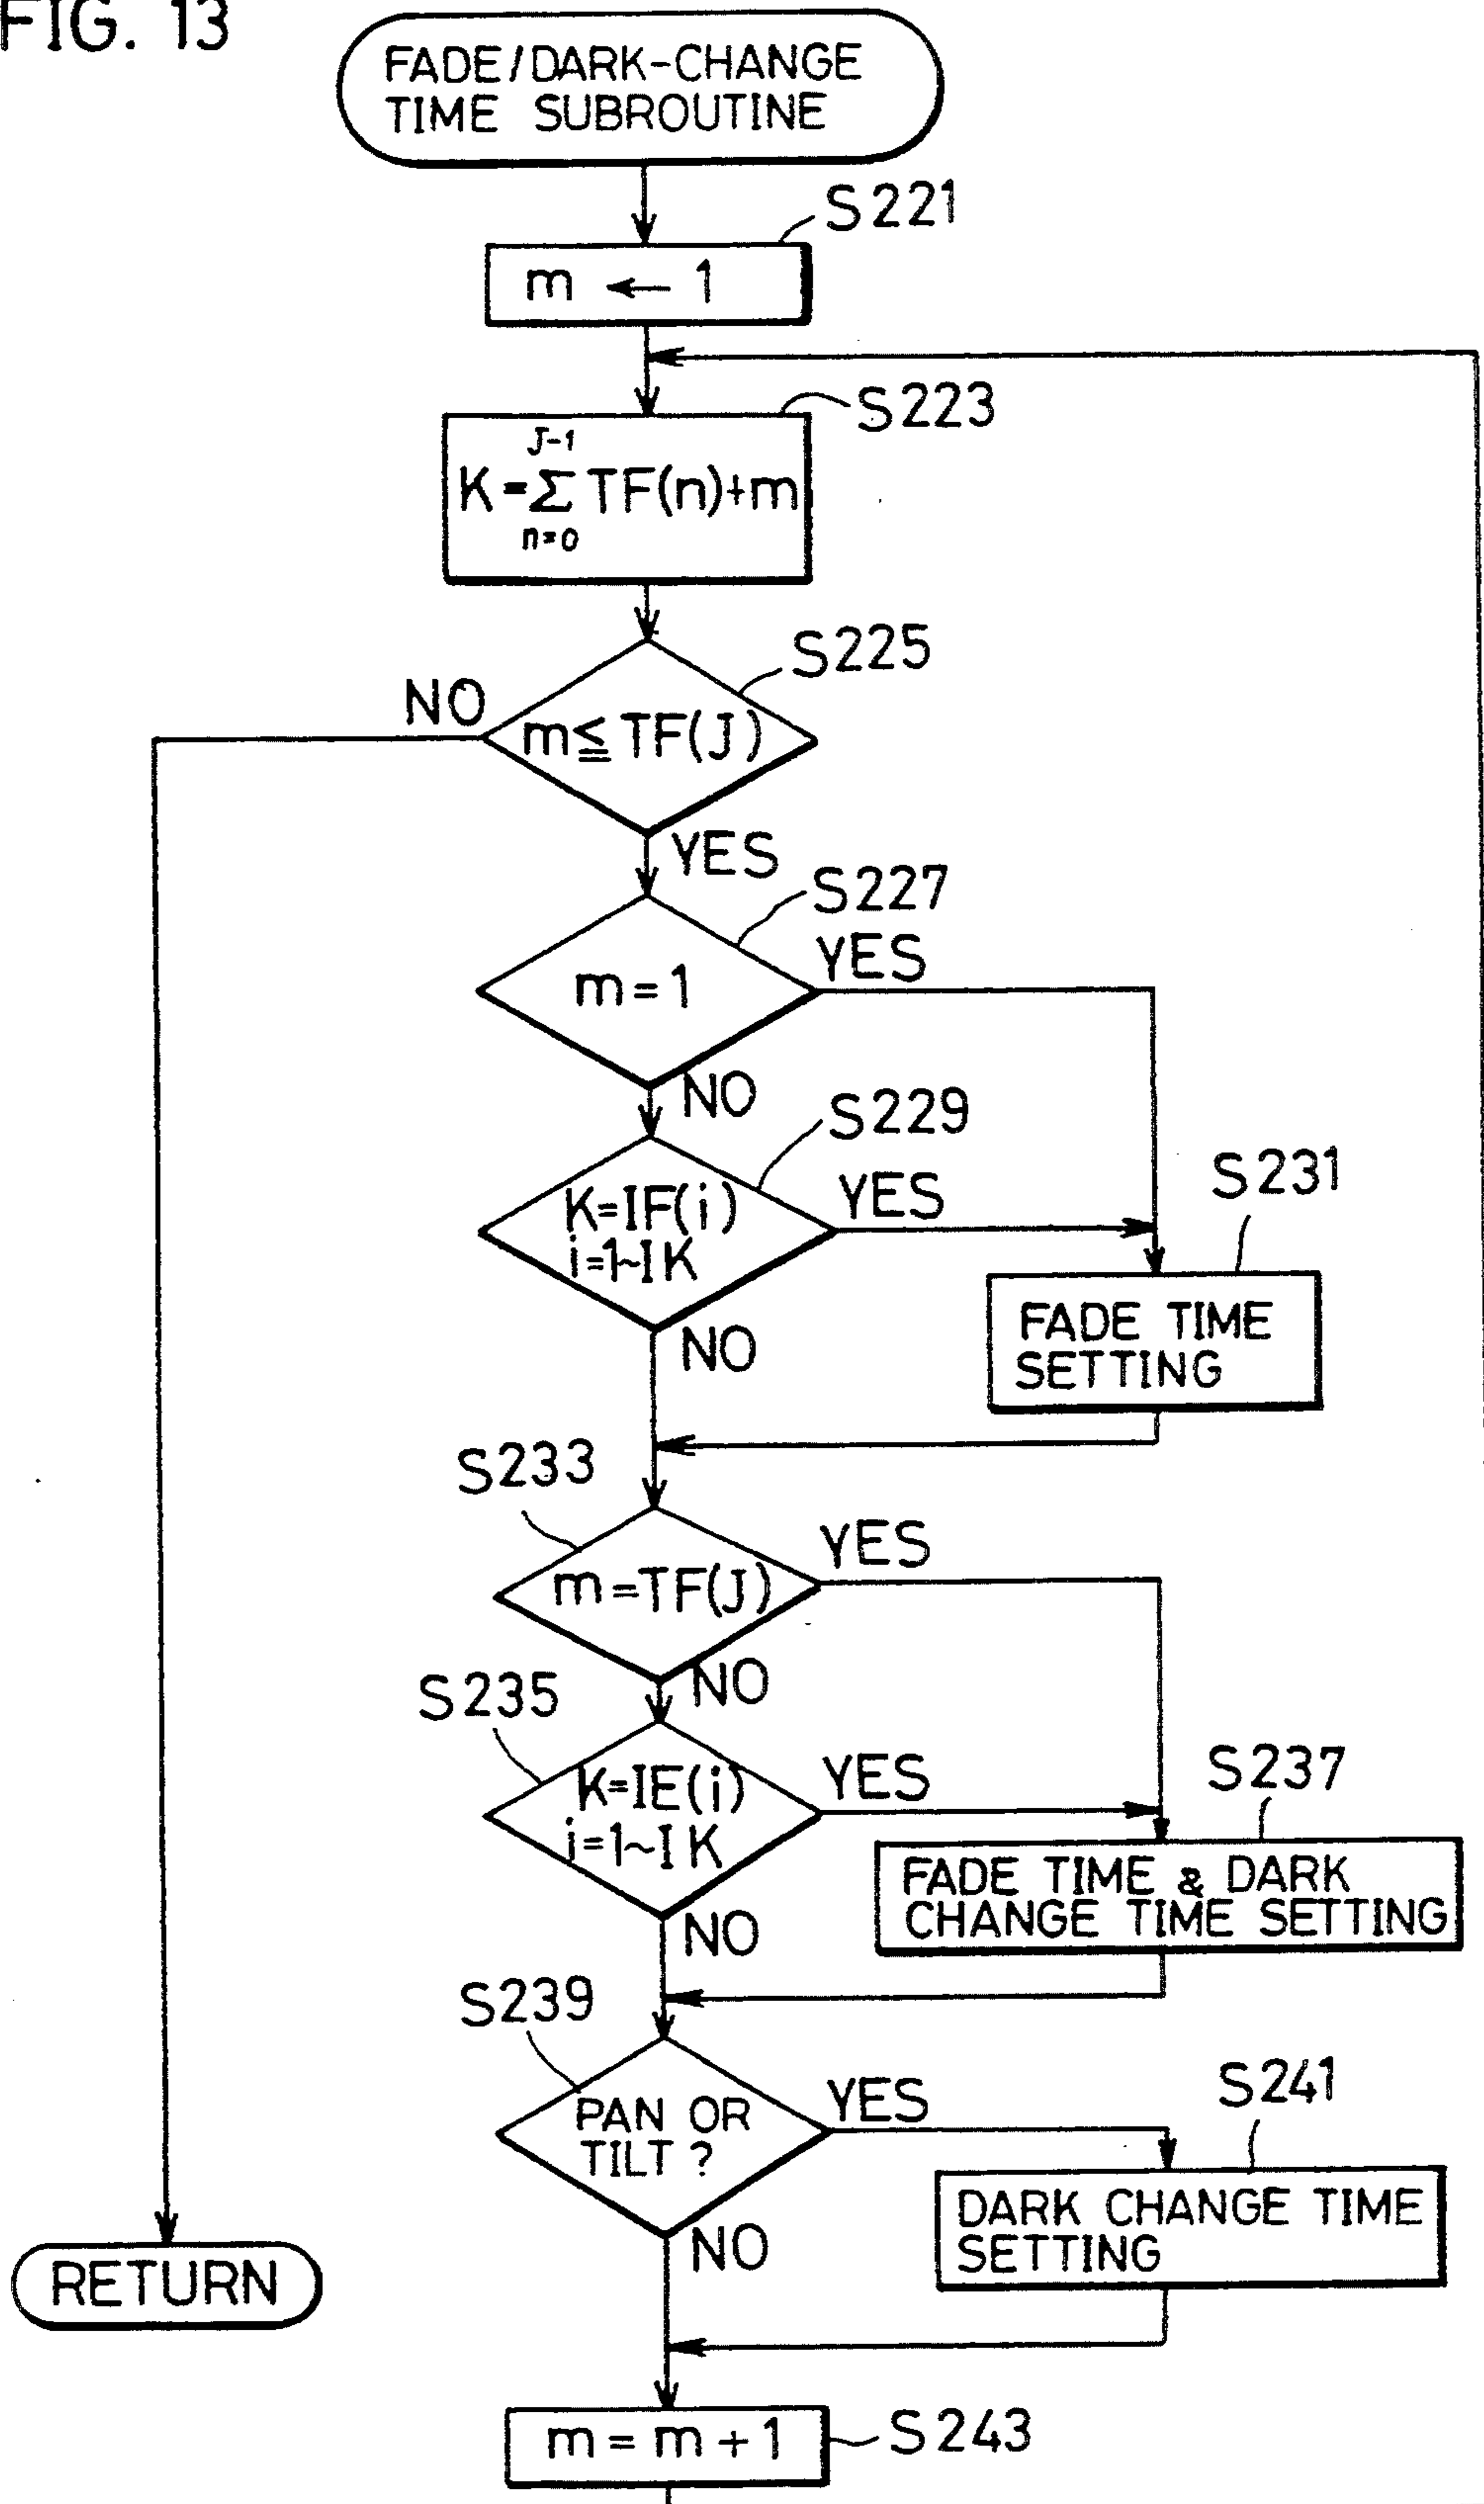 FIG. 13
FADE/DARK-CHANGE
TIME SUBROUTINE
S221
m ← 1
S223
J-1
K=Σ TF(n)+m
n=0
S225
NO
m≦TF(J)
YES
S227
YES
m=1
NO
S229
K=IF(i)
i=1~IK
YES
S231
FADE TIME
SETTING
NO
S233
YES
m=TF(J)
NO
S235
K=IE(i)
i=1~IK
YES
S237
FADE TIME & DARK
CHANGE TIME SETTING
NO
S239
PAN OR
TILT ?
YES
S241
DARK CHANGE TIME
SETTING
NO
RETURN
m=m+1
S243